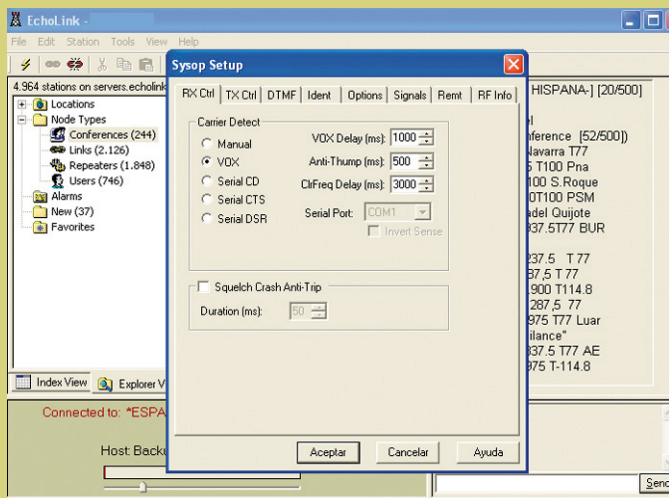 EchoLink -
File Edit Station Tools View Help
4.964 stations on servers.echolink
Locations
Node Types
Conferences (244)
Links (2.126)
Repeaters (1.848)
Users (746)
Alarms
New (37)
Favorites
Index View Explorer V
Sysop Setup
RX Ctrl TX Ctrl DTMF Ident Options Signals Remt RF Info
Carrier Detect
Manual
VOX
Serial CD
Serial CTS
Serial DSR
VOX Delay (ms): 1000
Anti-Thump (ms): 500
ClrFreq Delay (ms): 3000
Serial Port: COM1
Invert Sense
Squelch Crash Anti-Trip
Duration (ms): 50
Aceptar Cancelar Ayuda
HISPANA-] [20/500]
nference [52/500])
Navarra T77
T100 Pna
100 S.Roque
0T100 PSM
adel Quijote
337.5T77 BUR
237.5 T 77
87,5 T 77
.900 T114.8
287,5 77
975 T77 Luar
ilance"
337.5 T77 AE
975 T-114.8
Connected to: *ESPA
Host: Backu
Send